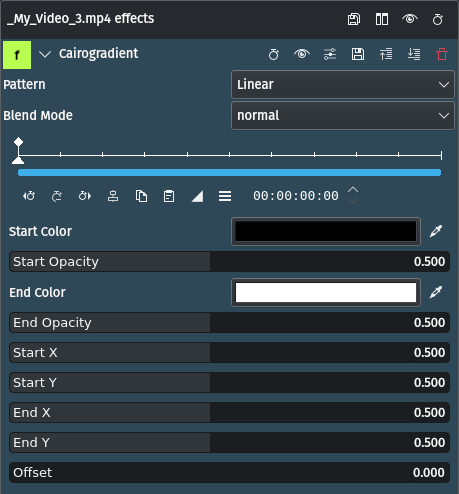 _My_Video_3.mp4 effects
f Cairogradient
Pattern Linear
Blend Mode normal
00:00:00:00
Start Color
Start Opacity 0.500
End Color
End Opacity 0.500
Start X 0.500
Start Y 0.500
End X 0.500
End Y 0.500
Offset 0.000